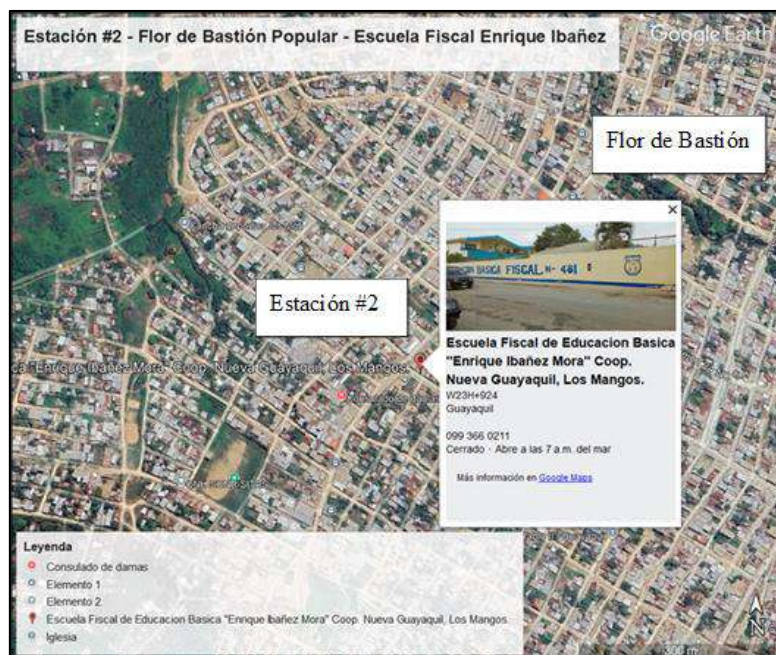 Estación #2 - Flor de Bastión Popular - Escuela Fiscal Enrique Ibañez
Google Earth
Flor de Bastión
BASICA FISCAL, N- 481
Estación #2
Escuela Fiscal de Educacion Basica
"Enrique Ibañez Mora" Coop.
Nueva Guayaquil, Los Mangos.
W23H+924
Guayaquil
099 366 0211
Cerrado · Abre a las 7 a.m. del mar
Más información en Google Maps
"Enrique Ibañez Mora" Coop. Nueva Guayaquil, Los Mangos.
Leyenda
Consulado de damas
Elemento 1
Elemento 2
Escuela Fiscal de Educacion Basica "Enrique Ibañez Mora" Coop. Nueva Guayaquil, Los Mangos.
Iglesia
N
300 m